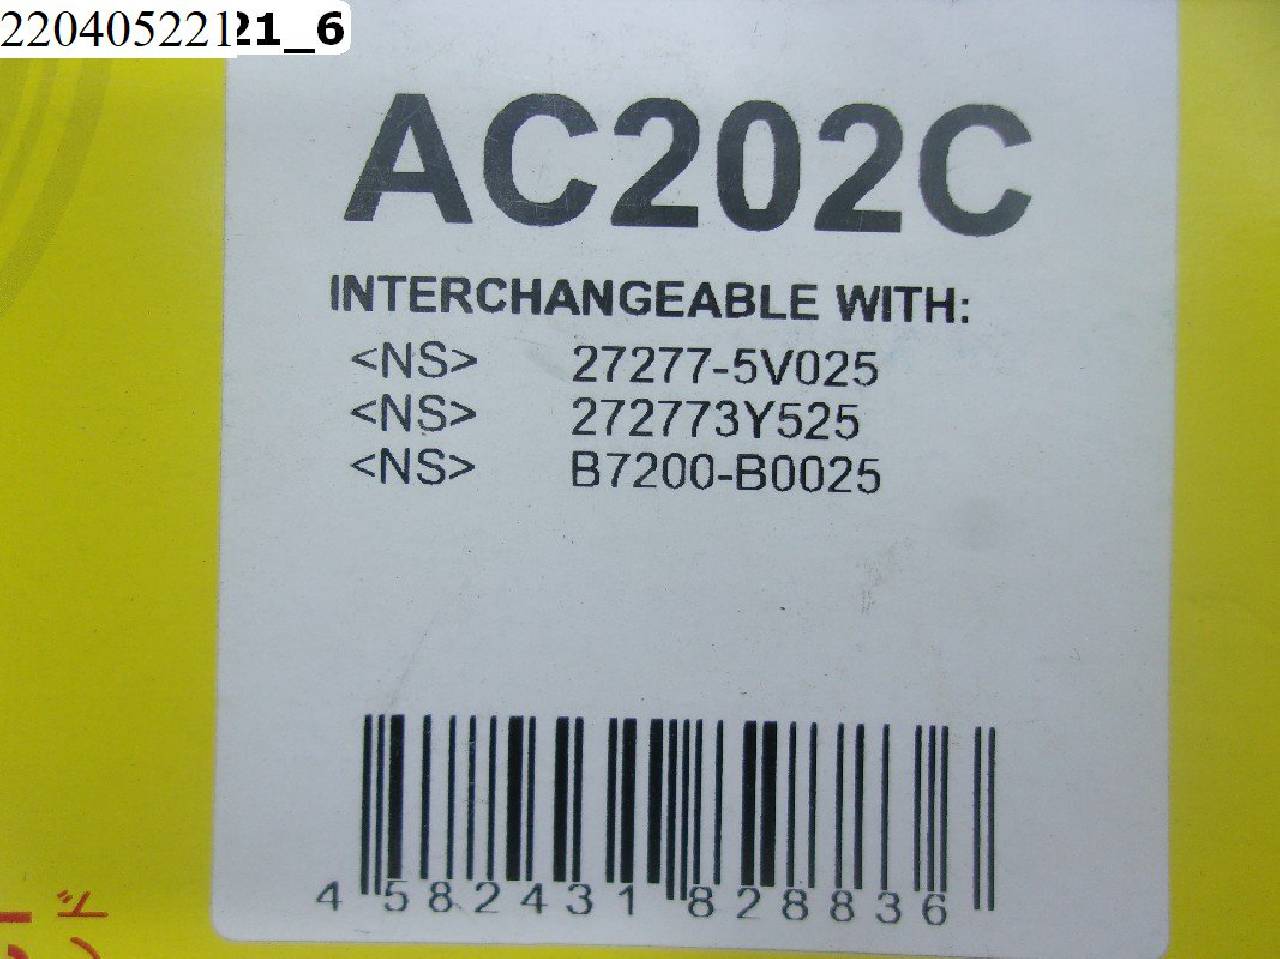 22040522121_6
AC202C
INTERCHANGEABLE WITH:
<NS> 27277-5V025
<NS> 272773Y525
<NS> B7200-B0025
4 582431 828836